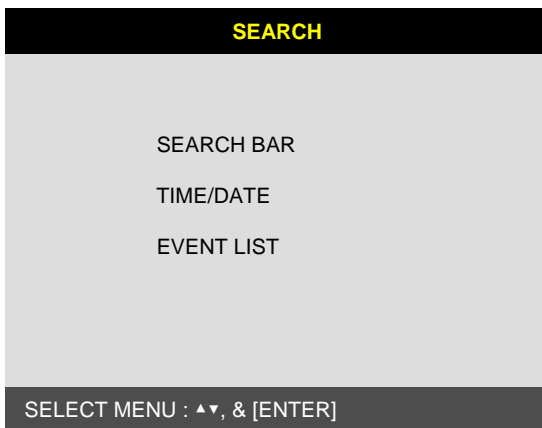 SEARCH
SEARCH BAR
TIME/DATE
EVENT LIST
SELECT MENU : ▲▼, & [ENTER]